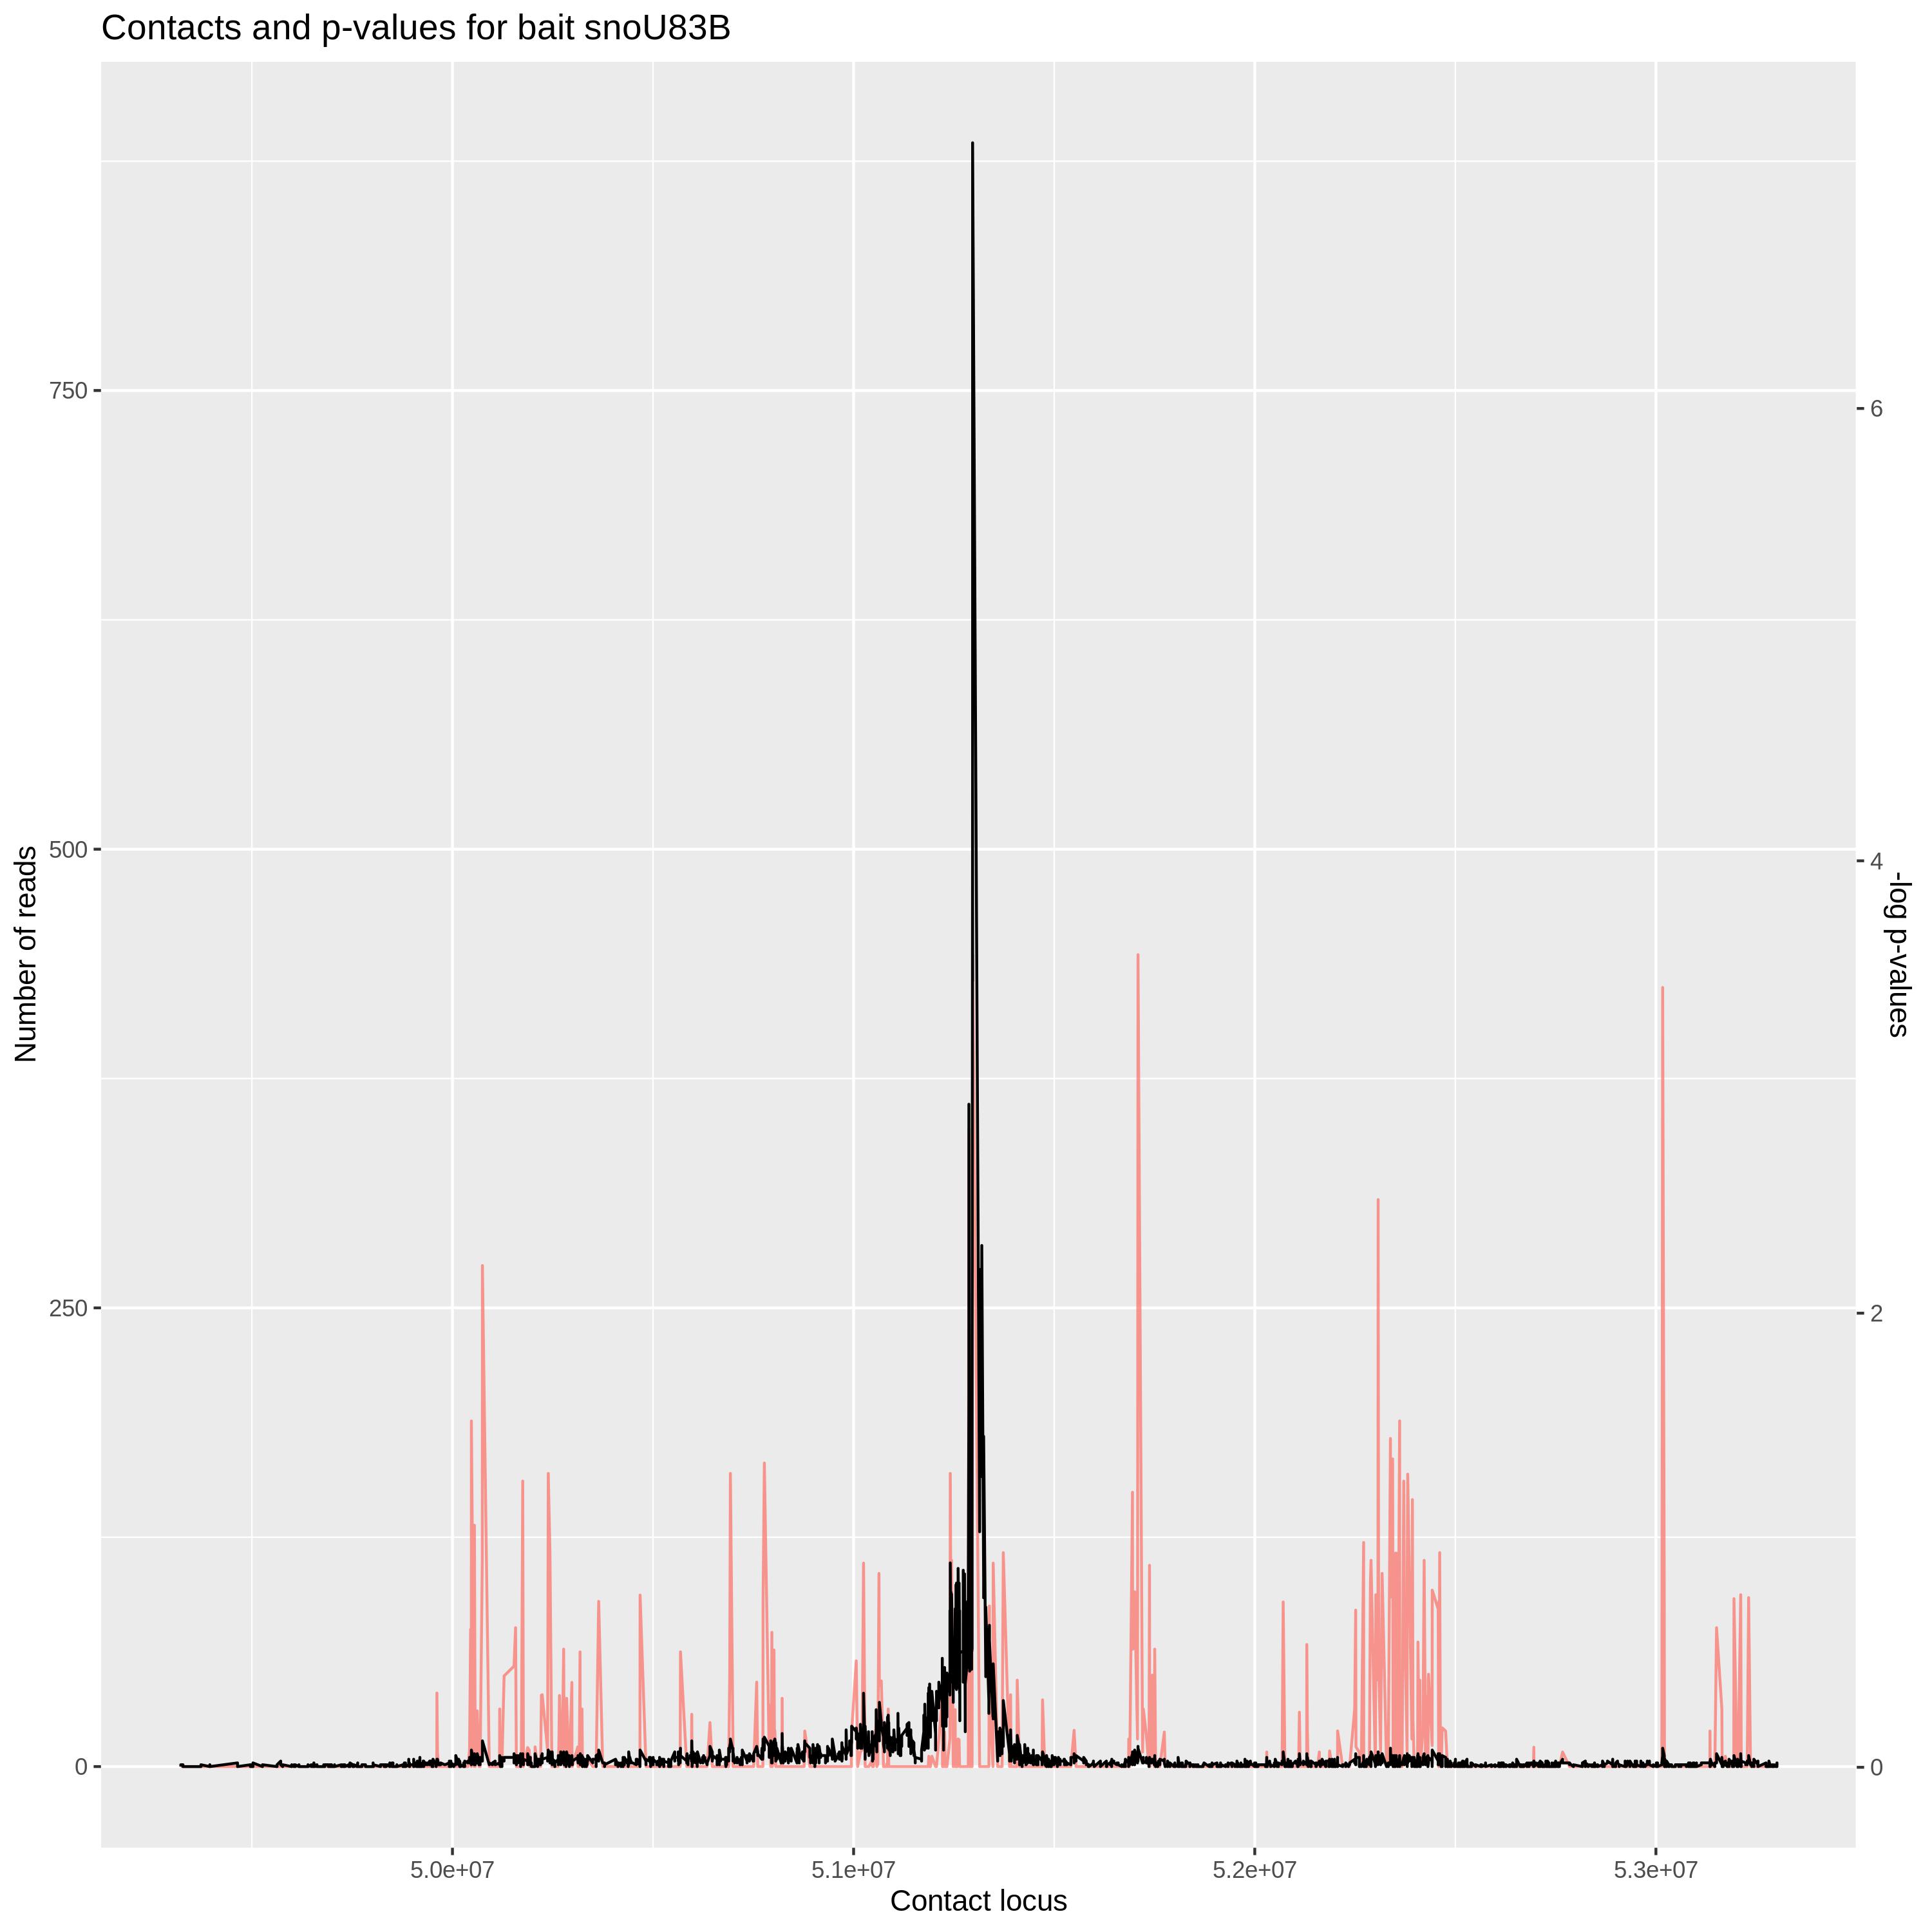 Contacts and p-values for bait snoU83B
750
500
250
0
Number of reads
6
4
2
0
-log p-values
5.0e+07
5.1e+07
5.2e+07
5.3e+07
Contact locus